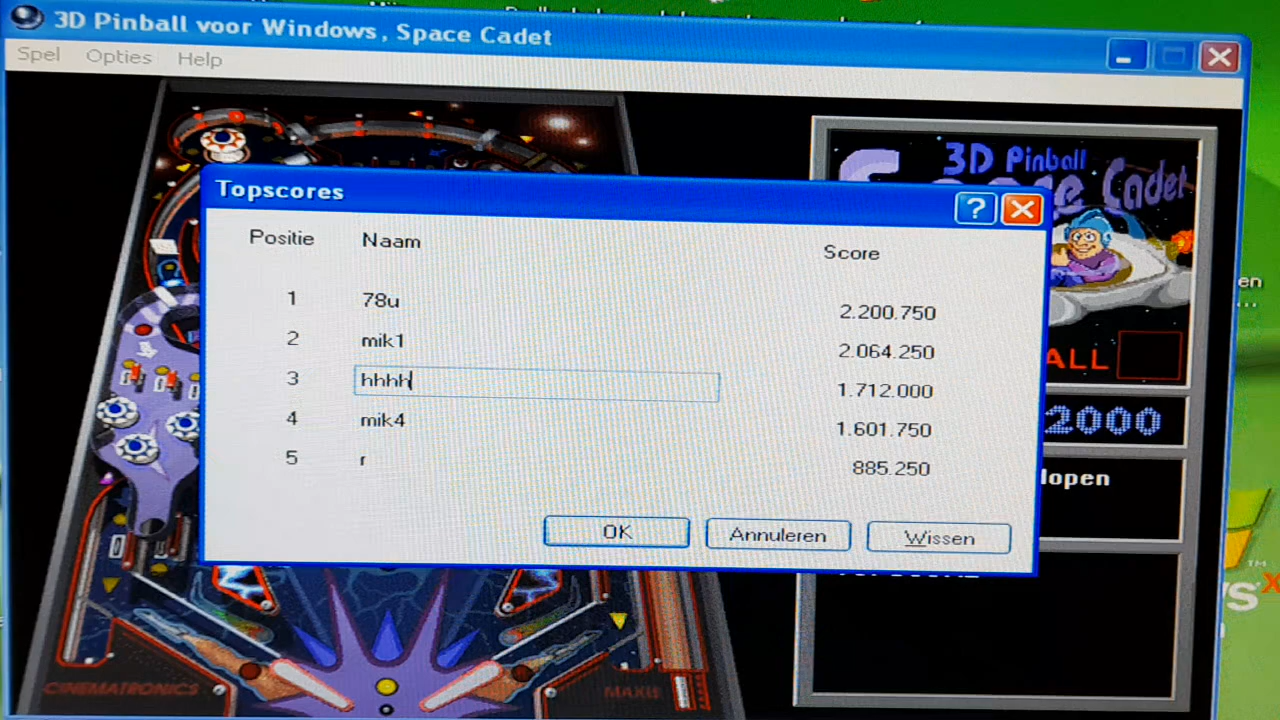 3D Pinball voor Windows, Space Cadet
Spel Opties Help
3D Pinball
Space Cadet
Topscores
Positie Naam Score
1 78u 2.200.750
2 mik1 2.064.250
3 hhhh 1.712.000
4 mik4 1.601.750
5 r 885.250
OK Annuleren Wissen
ALL
2000
lopen
CINEMATRONICS
MAXIS
en
...
TM